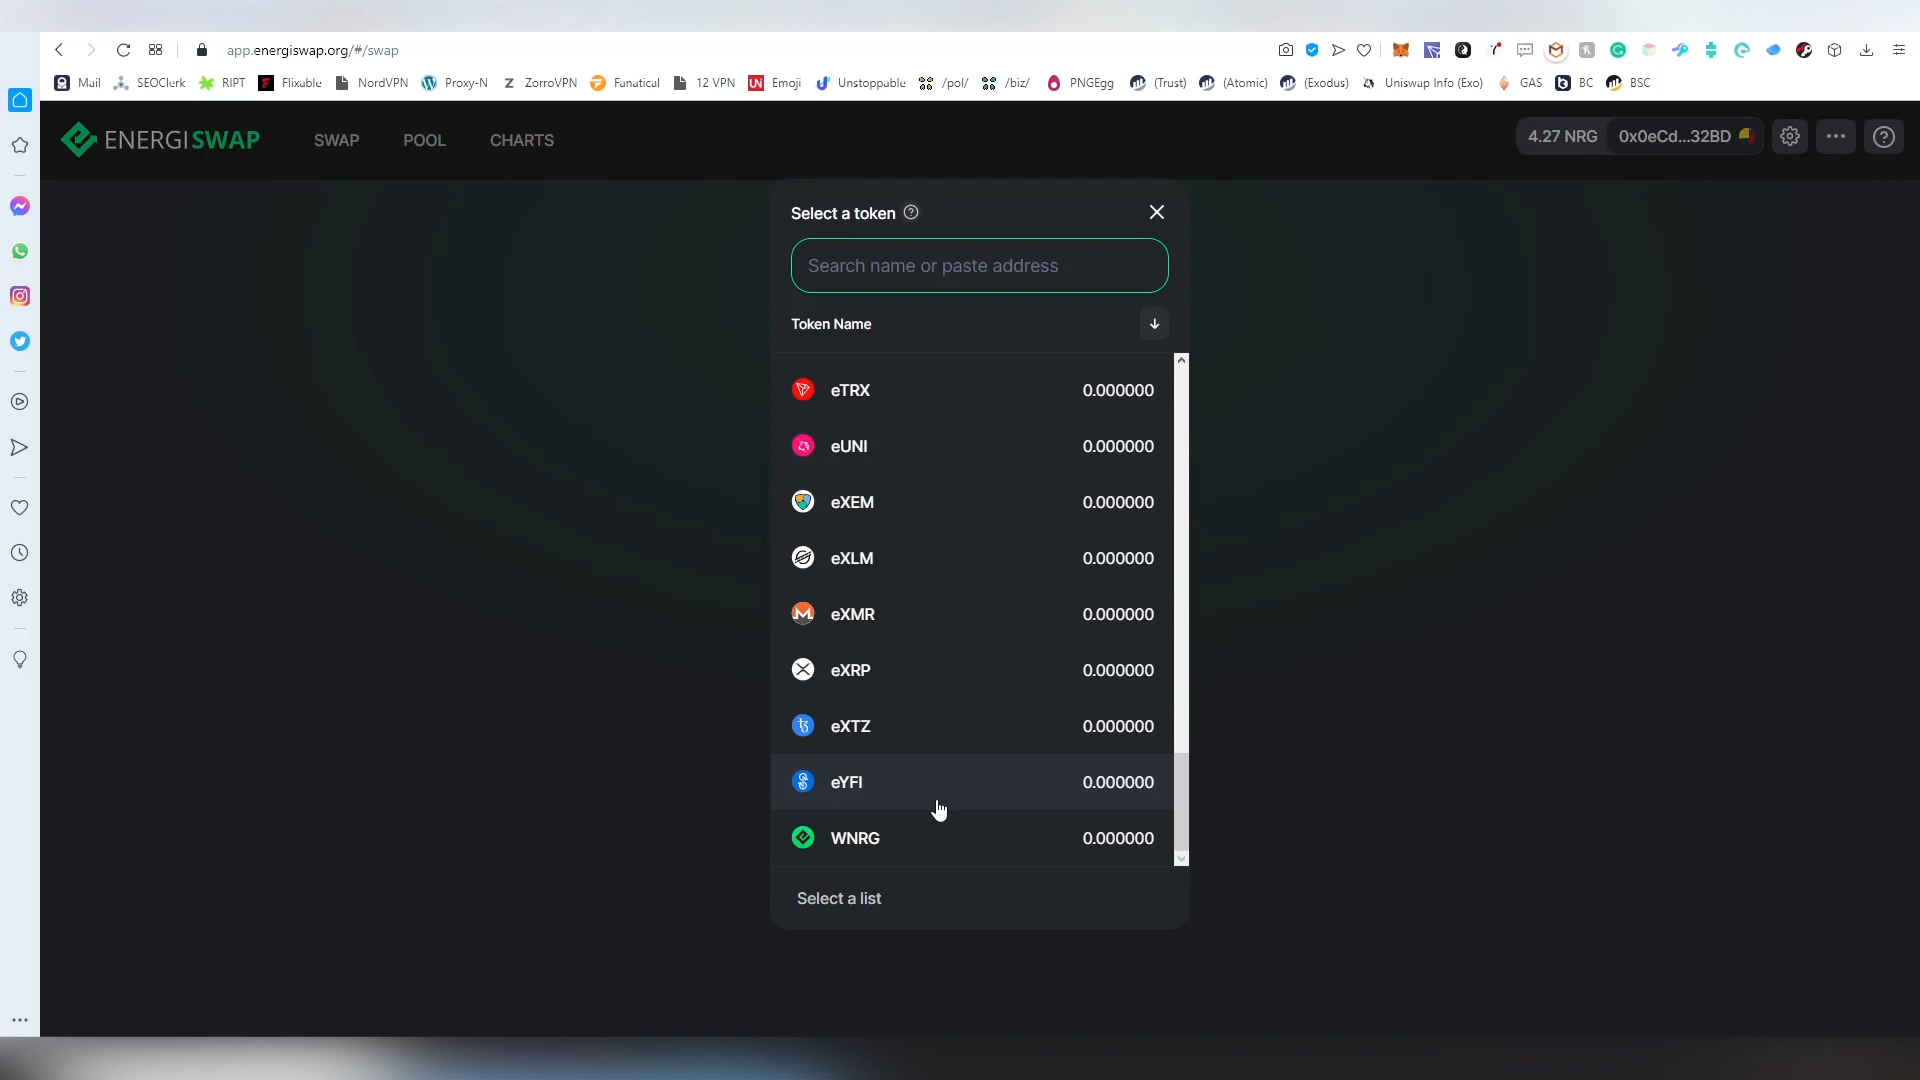 app.energiswap.org/#/swap
Mail SEOClerk RIPT Flixable NordVPN Proxy-N ZorroVPN Fanatical 12 VPN Emoji Unstoppable /pol/ /biz/ PNGEgg (Trust) (Atomic) (Exodus) Uniswap Info (Exo) GAS BC BSC
ENERGISWAP SWAP POOL CHARTS 4.27 NRG 0x0eCd...32BD
Select a token
Search name or paste address
Token Name
eTRX 0.000000
eUNI 0.000000
eXEM 0.000000
eXLM 0.000000
eXMR 0.000000
eXRP 0.000000
eXTZ 0.000000
eYFI 0.000000
WNRG 0.000000
Select a list